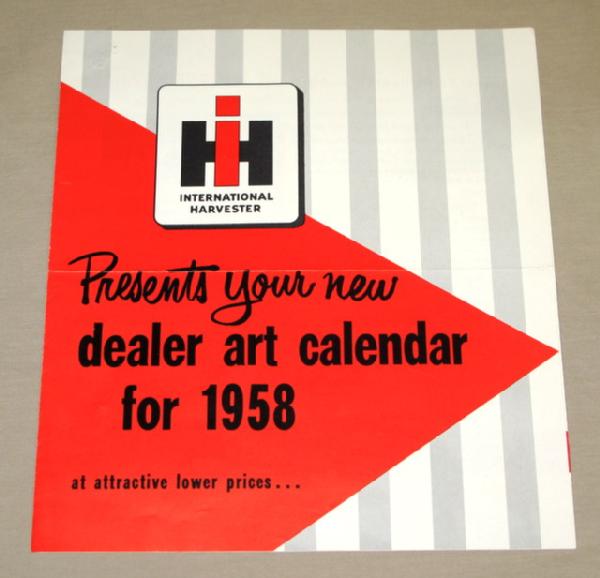 IH
INTERNATIONAL
HARVESTER
Presents your new
dealer art calendar
for 1958
at attractive lower prices...